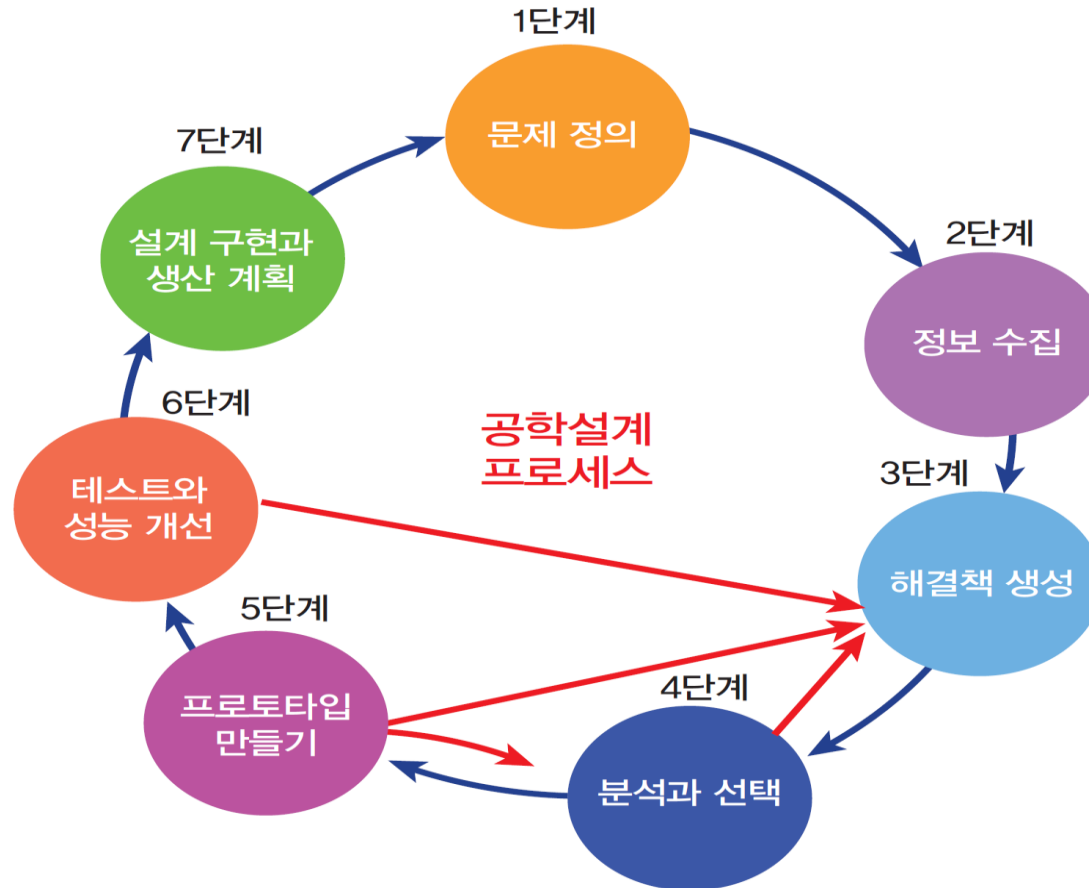 1단계
문제 정의
2단계
정보 수집
3단계
해결책 생성
4단계
분석과 선택
5단계
프로토타입
만들기
6단계
테스트와
성능 개선
7단계
설계 구현과
생산 계획
공학설계
프로세스